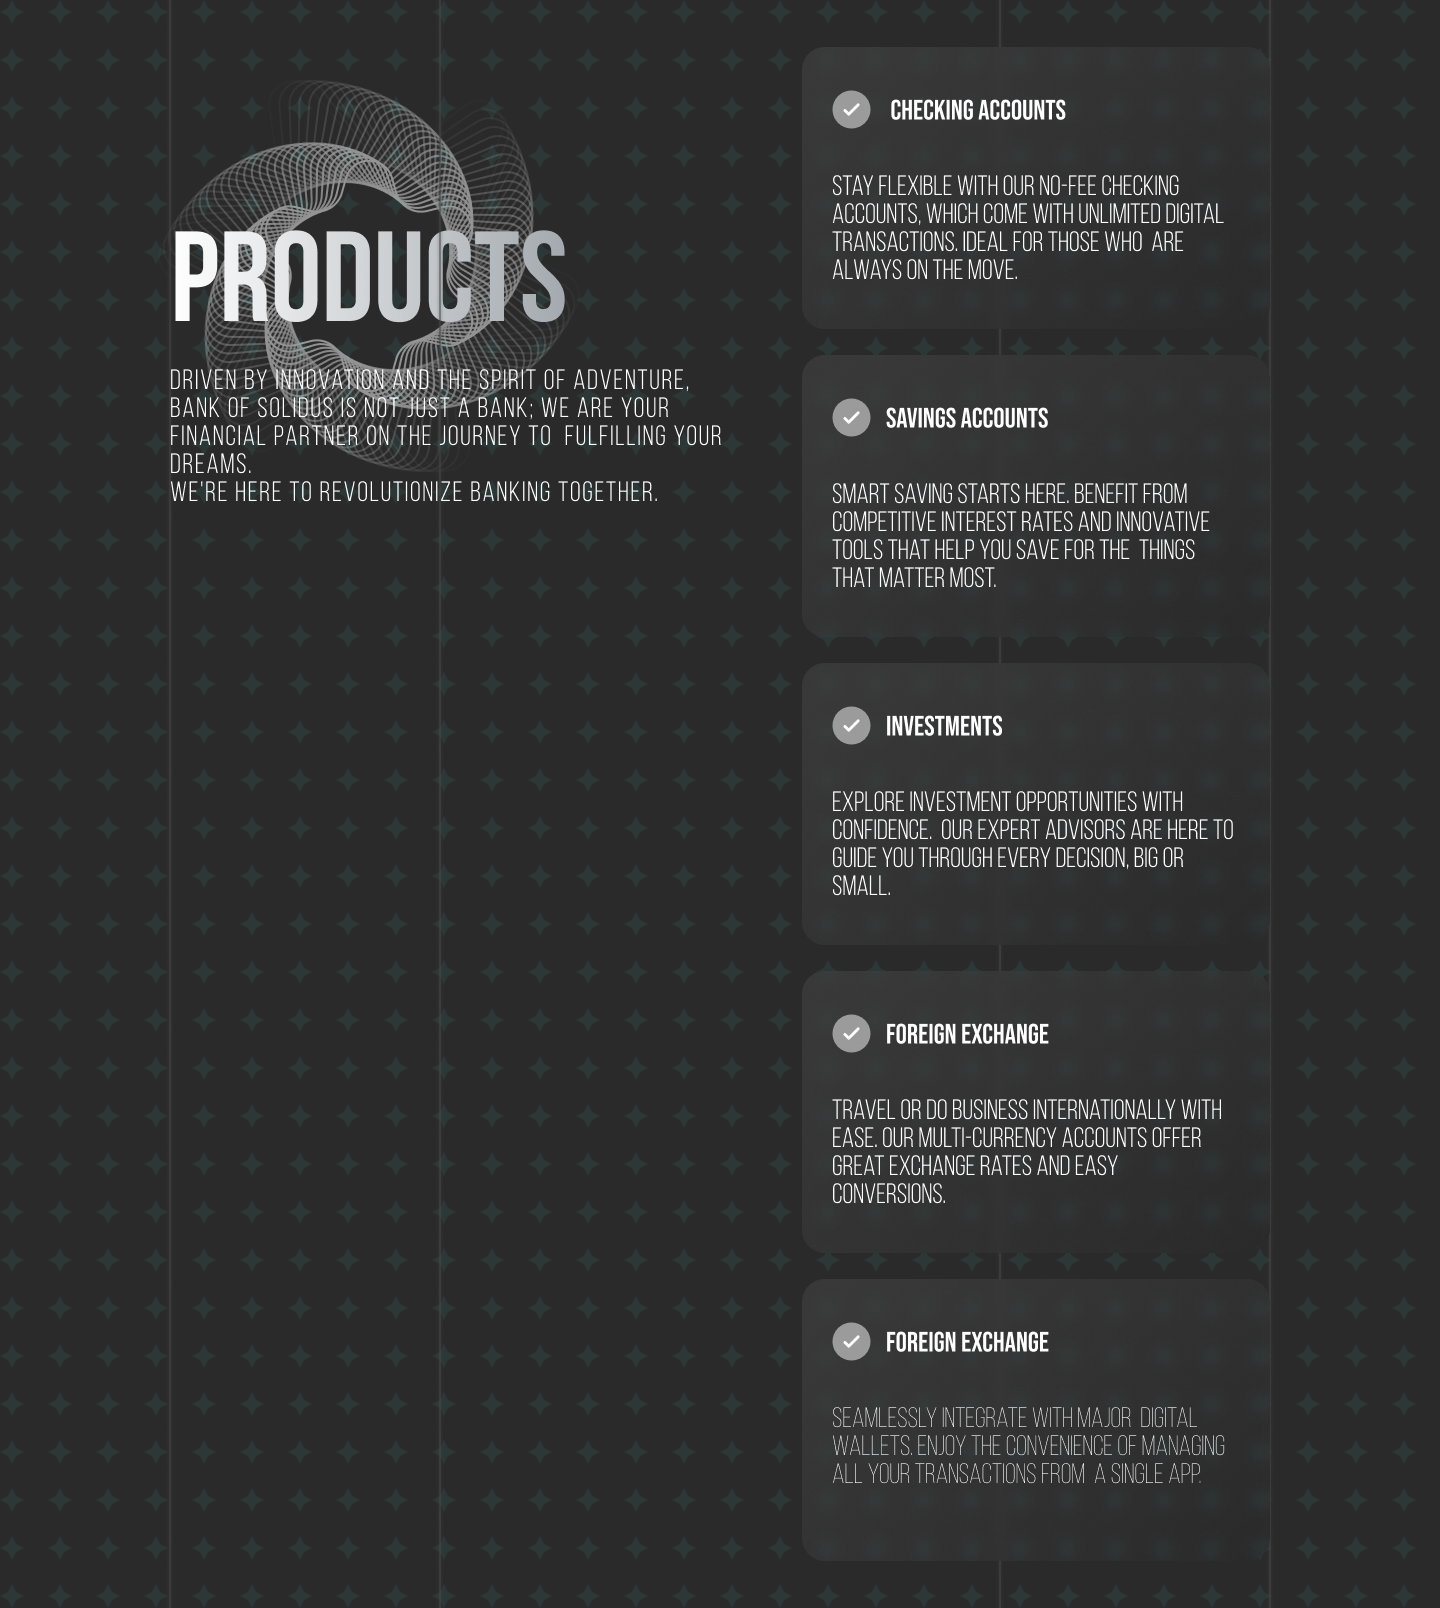 PRODUCTS
DRIVEN BY INNOVATION AND THE SPIRIT OF ADVENTURE,
BANK OF SOLIDUS IS NOT JUST A BANK; WE ARE YOUR
FINANCIAL PARTNER ON THE JOURNEY TO FULFILLING YOUR
DREAMS.
WE'RE HERE TO REVOLUTIONIZE BANKING TOGETHER.
CHECKING ACCOUNTS
STAY FLEXIBLE WITH OUR NO-FEE CHECKING
ACCOUNTS, WHICH COME WITH UNLIMITED DIGITAL
TRANSACTIONS. IDEAL FOR THOSE WHO ARE
ALWAYS ON THE MOVE.
SAVINGS ACCOUNTS
SMART SAVING STARTS HERE. BENEFIT FROM
COMPETITIVE INTEREST RATES AND INNOVATIVE
TOOLS THAT HELP YOU SAVE FOR THE THINGS
THAT MATTER MOST.
INVESTMENTS
EXPLORE INVESTMENT OPPORTUNITIES WITH
CONFIDENCE. OUR EXPERT ADVISORS ARE HERE TO
GUIDE YOU THROUGH EVERY DECISION, BIG OR
SMALL.
FOREIGN EXCHANGE
TRAVEL OR DO BUSINESS INTERNATIONALLY WITH
EASE. OUR MULTI-CURRENCY ACCOUNTS OFFER
GREAT EXCHANGE RATES AND EASY
CONVERSIONS.
FOREIGN EXCHANGE
SEAMLESSLY INTEGRATE WITH MAJOR DIGITAL
WALLETS. ENJOY THE CONVENIENCE OF MANAGING
ALL YOUR TRANSACTIONS FROM A SINGLE APP.